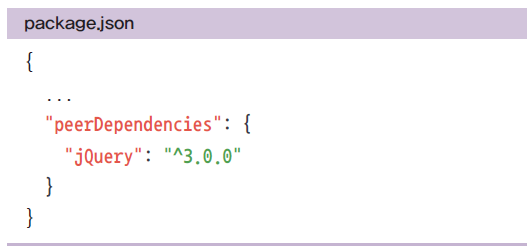 package.json
{
...
"peerDependencies": {
"jQuery": "^3.0.0"
}
}